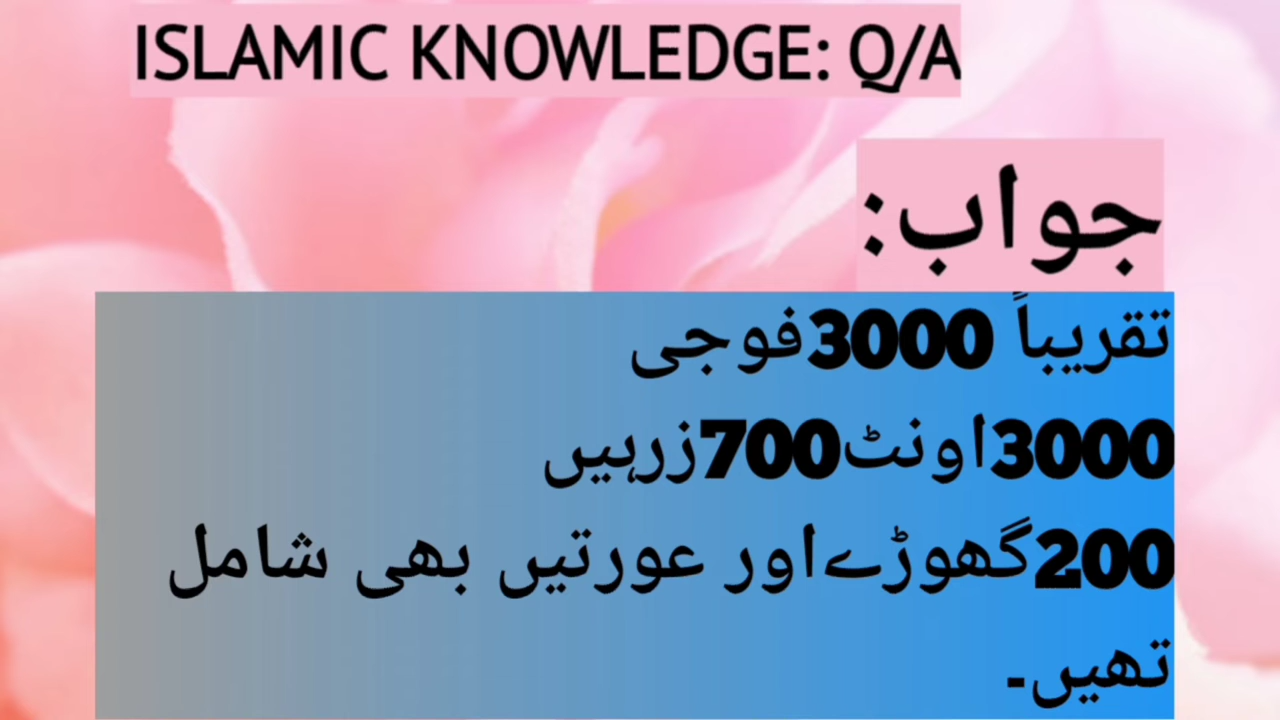 ISLAMIC KNOWLEDGE: Q/A
جواب:
تقریباً 3000فوجی
3000اونٹ700زرہیں
200گھوڑےاور عورتیں بھی شامل
تھیں۔